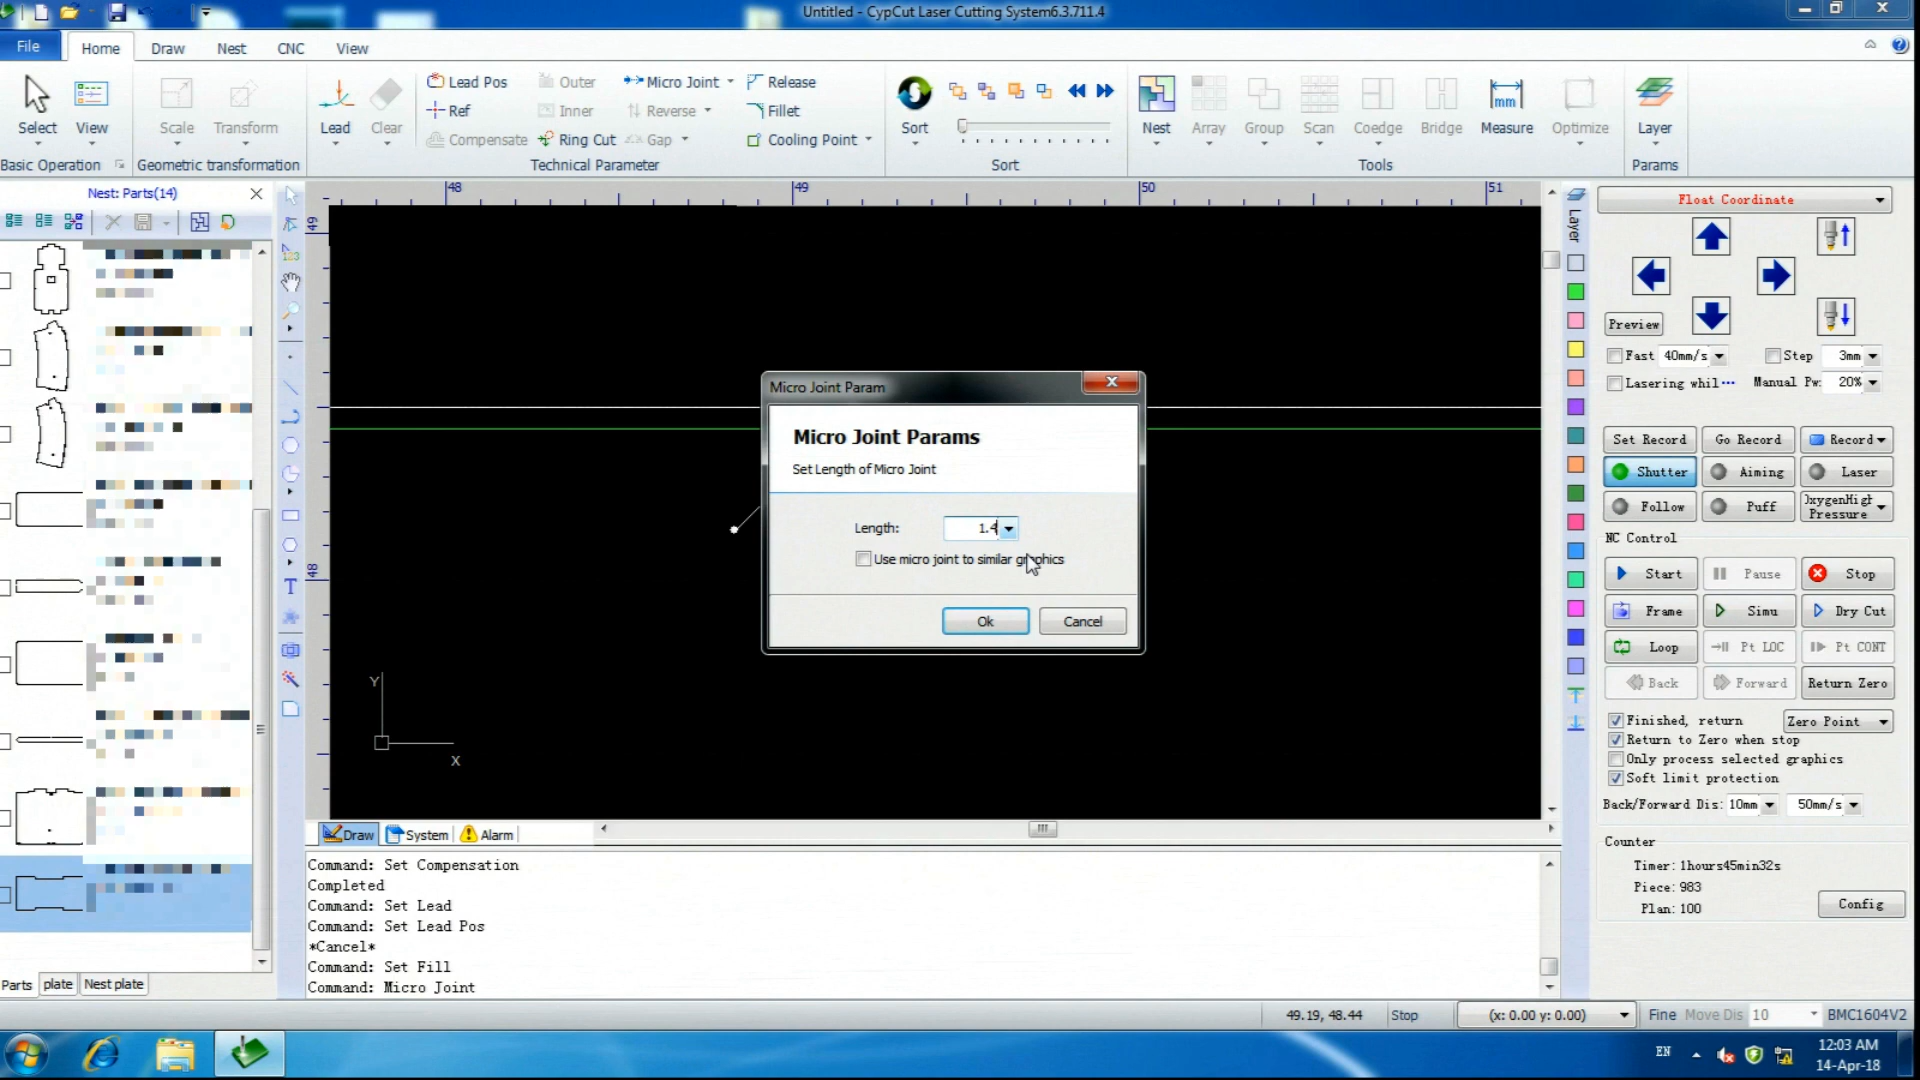 Untitled - CypCut Laser Cutting System6.3.711.4
File Home Draw Nest CNC View
Lead Pos Outer Micro Joint Release
Ref Inner Reverse Fillet
Compensate Ring Cut Gap Cooling Point
Select View Scale Transform Lead Clear Sort Nest Array Group Scan Coedge Bridge Measure Optimize Layer
mm
Basic Operation Geometric transformation Technical Parameter Sort Tools Params
Nest: Parts(14)
48 49 50 51
49
48
123
T
Y
X
Layer
Micro Joint Param
Micro Joint Params
Set Length of Micro Joint
Length: 1.4
Use micro joint to similar graphics
Ok Cancel
Float Coordinate
Preview
Fast 40mm/s Step 3mm
Lasering whil... Manual Pw: 20%
Set Record Go Record Record
Shutter Aiming Laser
Follow Puff OxygenHigh Pressure
NC Control
Start Pause Stop
Frame Simu Dry Cut
Loop Pt LOC Pt CONT
Back Forward Return Zero
Finished, return Zero Point
Return to Zero when stop
Only process selected graphics
Soft limit protection
Back/Forward Dis: 10mm 50mm/s
Counter
Timer: 1hours45min32s
Piece: 983
Plan: 100
Config
Draw System Alarm
Command: Set Compensation
Completed
Command: Set Lead
Command: Set Lead Pos
*Cancel*
Command: Set Fill
Command: Micro Joint
Parts plate Nest plate
49.19, 48.44 Stop (x: 0.00 y: 0.00) Fine Move Dis 10 BMC1604V2
EN
12:03 AM
14-Apr-18